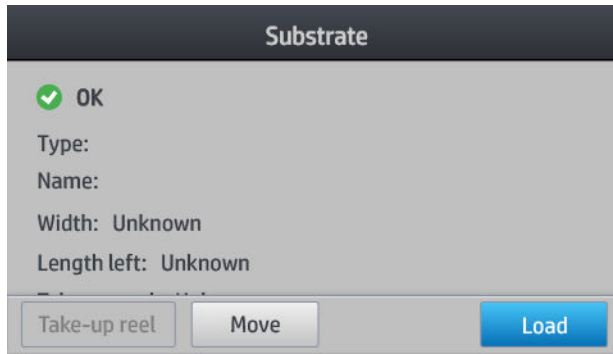 Substrate
OK
Type:
Name:
Width: Unknown
Length left: Unknown
Take-up reel
Move
Load